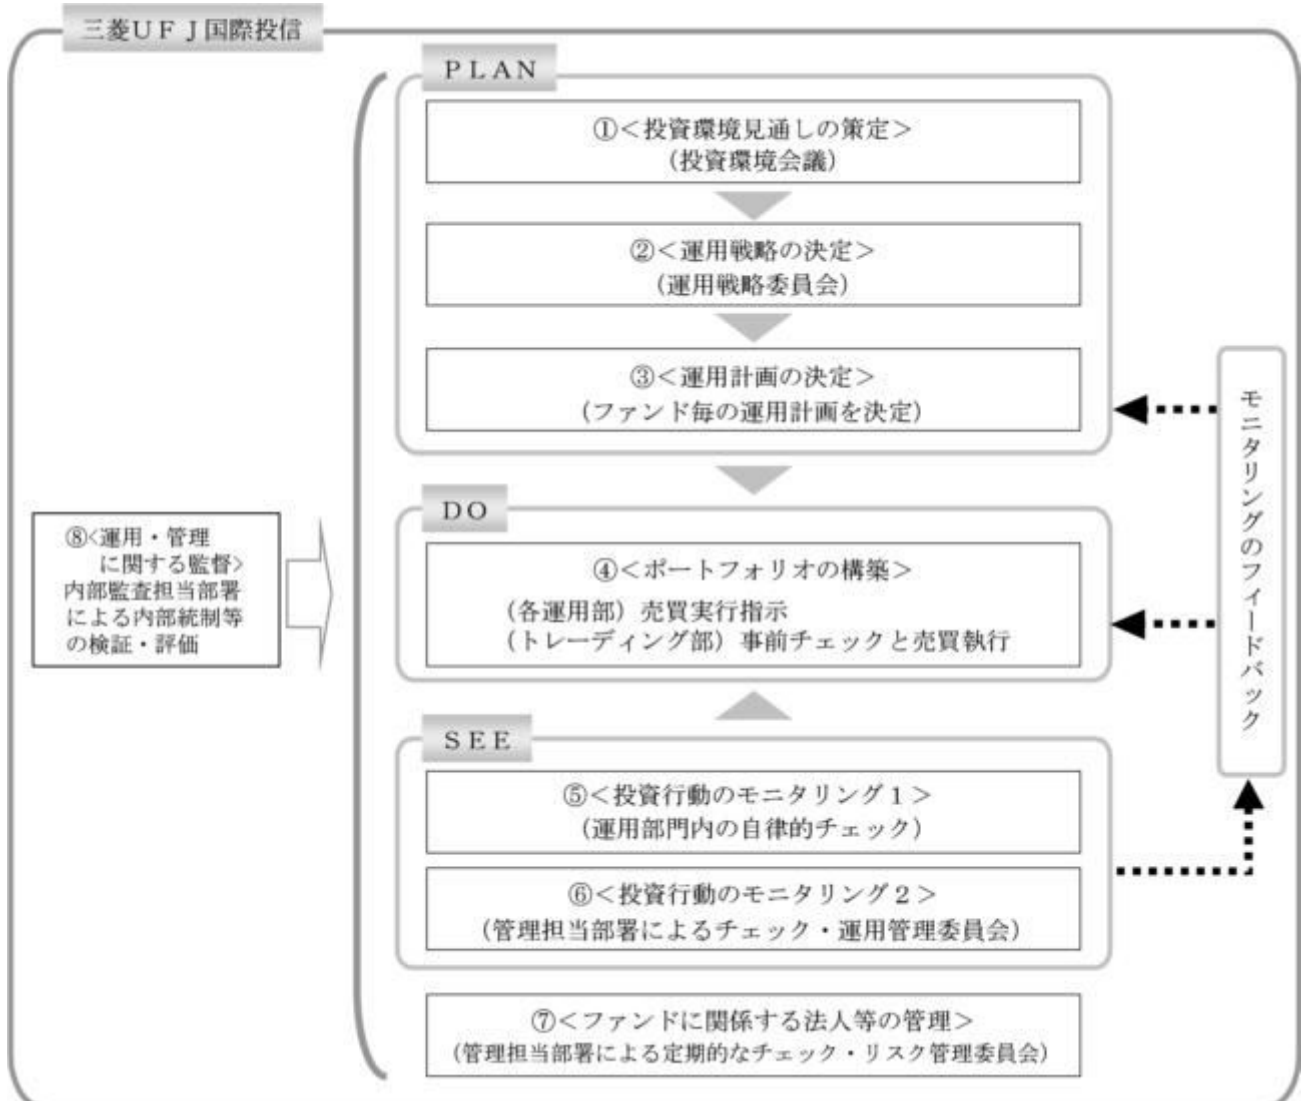 三菱ＵＦＪ国際投信
ＰＬＡＮ
①＜投資環境見通しの策定＞
（投資環境会議）
②＜運用戦略の決定＞
（運用戦略委員会）
③＜運用計画の決定＞
（ファンド毎の運用計画を決定）
ＤＯ
④＜ポートフォリオの構築＞
（各運用部）売買実行指示
（トレーディング部）事前チェックと売買執行
ＳＥＥ
⑤＜投資行動のモニタリング１＞
（運用部門内の自律的チェック）
⑥＜投資行動のモニタリング２＞
（管理担当部署によるチェック・運用管理委員会）
⑦＜ファンドに関係する法人等の管理＞
（管理担当部署による定期的なチェック・リスク管理委員会）
⑧<運用・管理
に関する監督>
内部監査担当部署
による内部統制等
の検証・評価
モニタリングのフィードバック